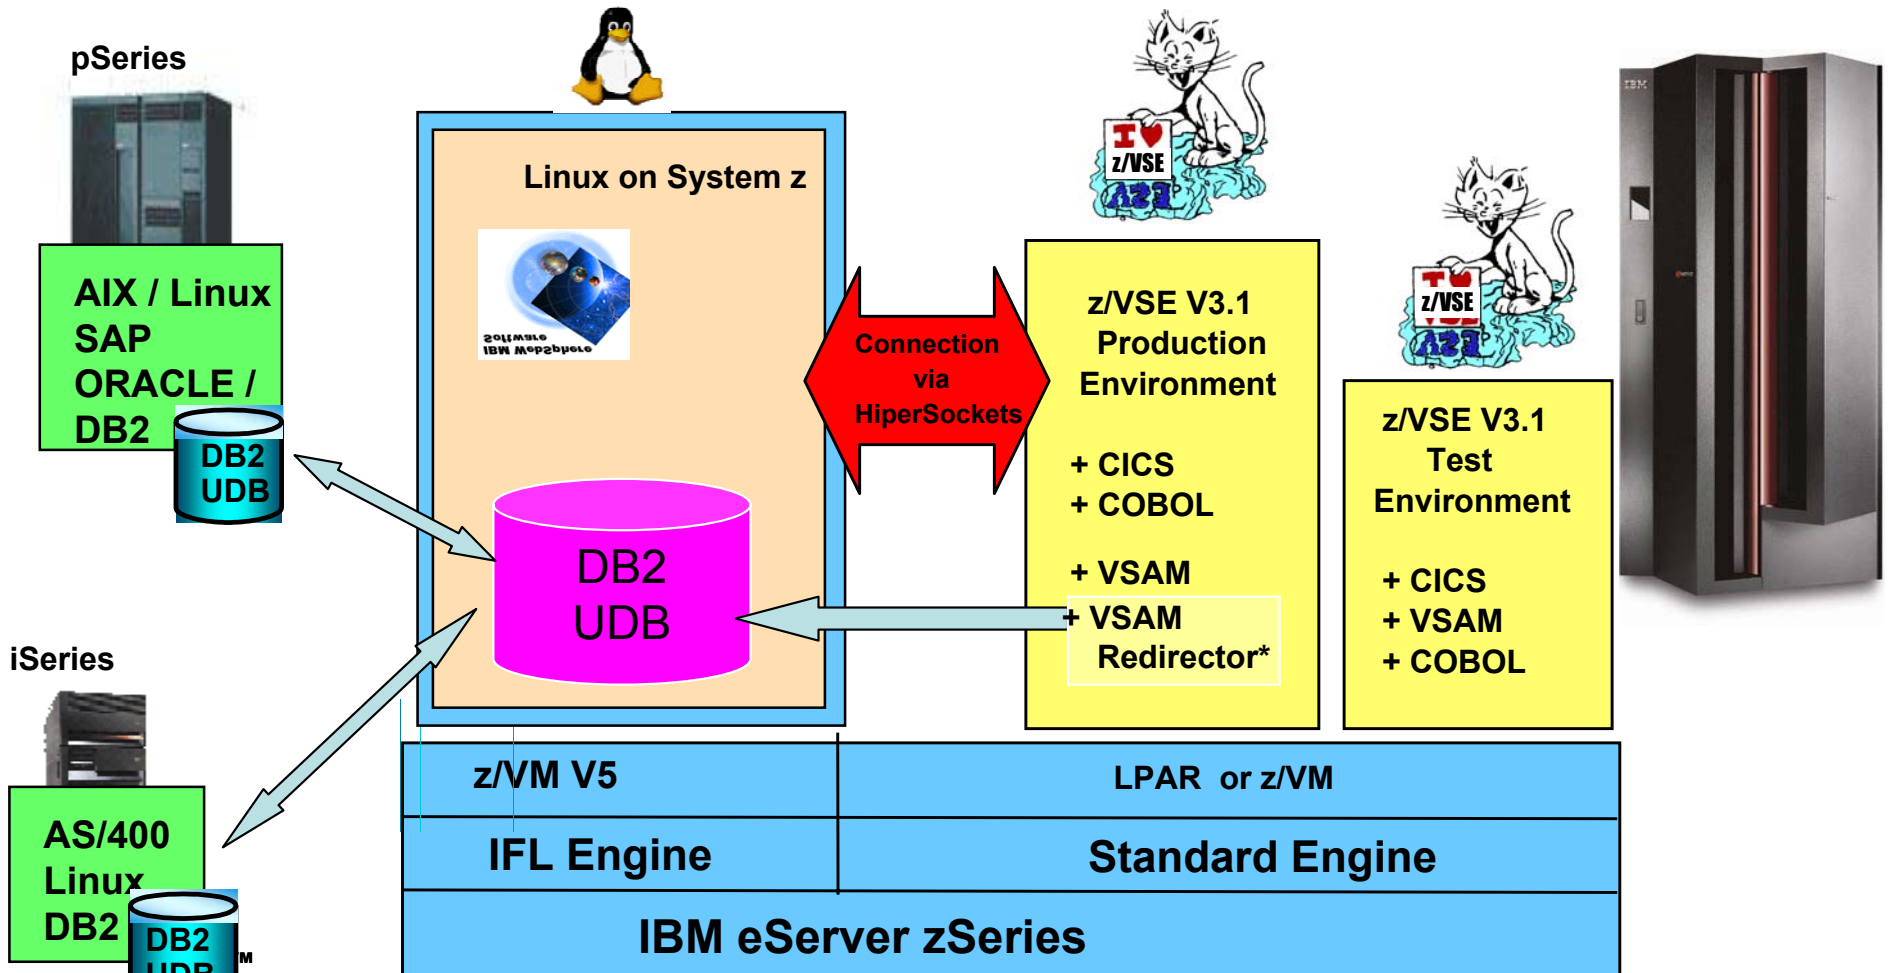 pSeries
AIX / Linux
SAP
ORACLE /
DB2
DB2
UDB
iSeries
AS/400
Linux
DB2
DB2
UDB
TM
Linux on System z
Software
IBM WebSphere
DB2
UDB
Connection
via
HiperSockets
I ♥
z/VSE
z/VSE V3.1
Production
Environment
+ CICS
+ COBOL
+ VSAM
+ VSAM
Redirector*
I ♥
z/VSE
z/VSE V3.1
Test
Environment
+ CICS
+ VSAM
+ COBOL
IBM
z/VM V5
LPAR or z/VM
IFL Engine
Standard Engine
IBM eServer zSeries